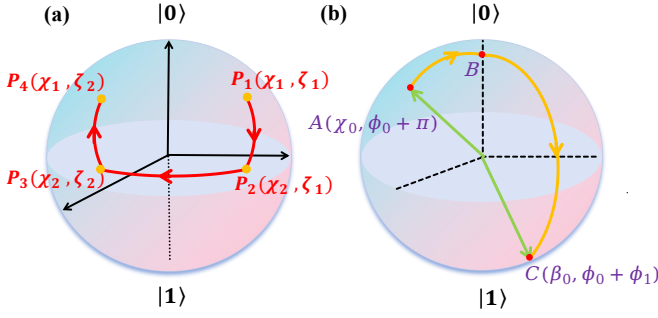 (a) |0⟩
P₄(χ₁, ζ₂) P₁(χ₁, ζ₁)
P₃(χ₂, ζ₂) P₂(χ₂, ζ₁)
|1⟩
(b) |0⟩
B
A(χ₀, ϕ₀ + π)
C(β₀, ϕ₀ + ϕ₁)
|1⟩